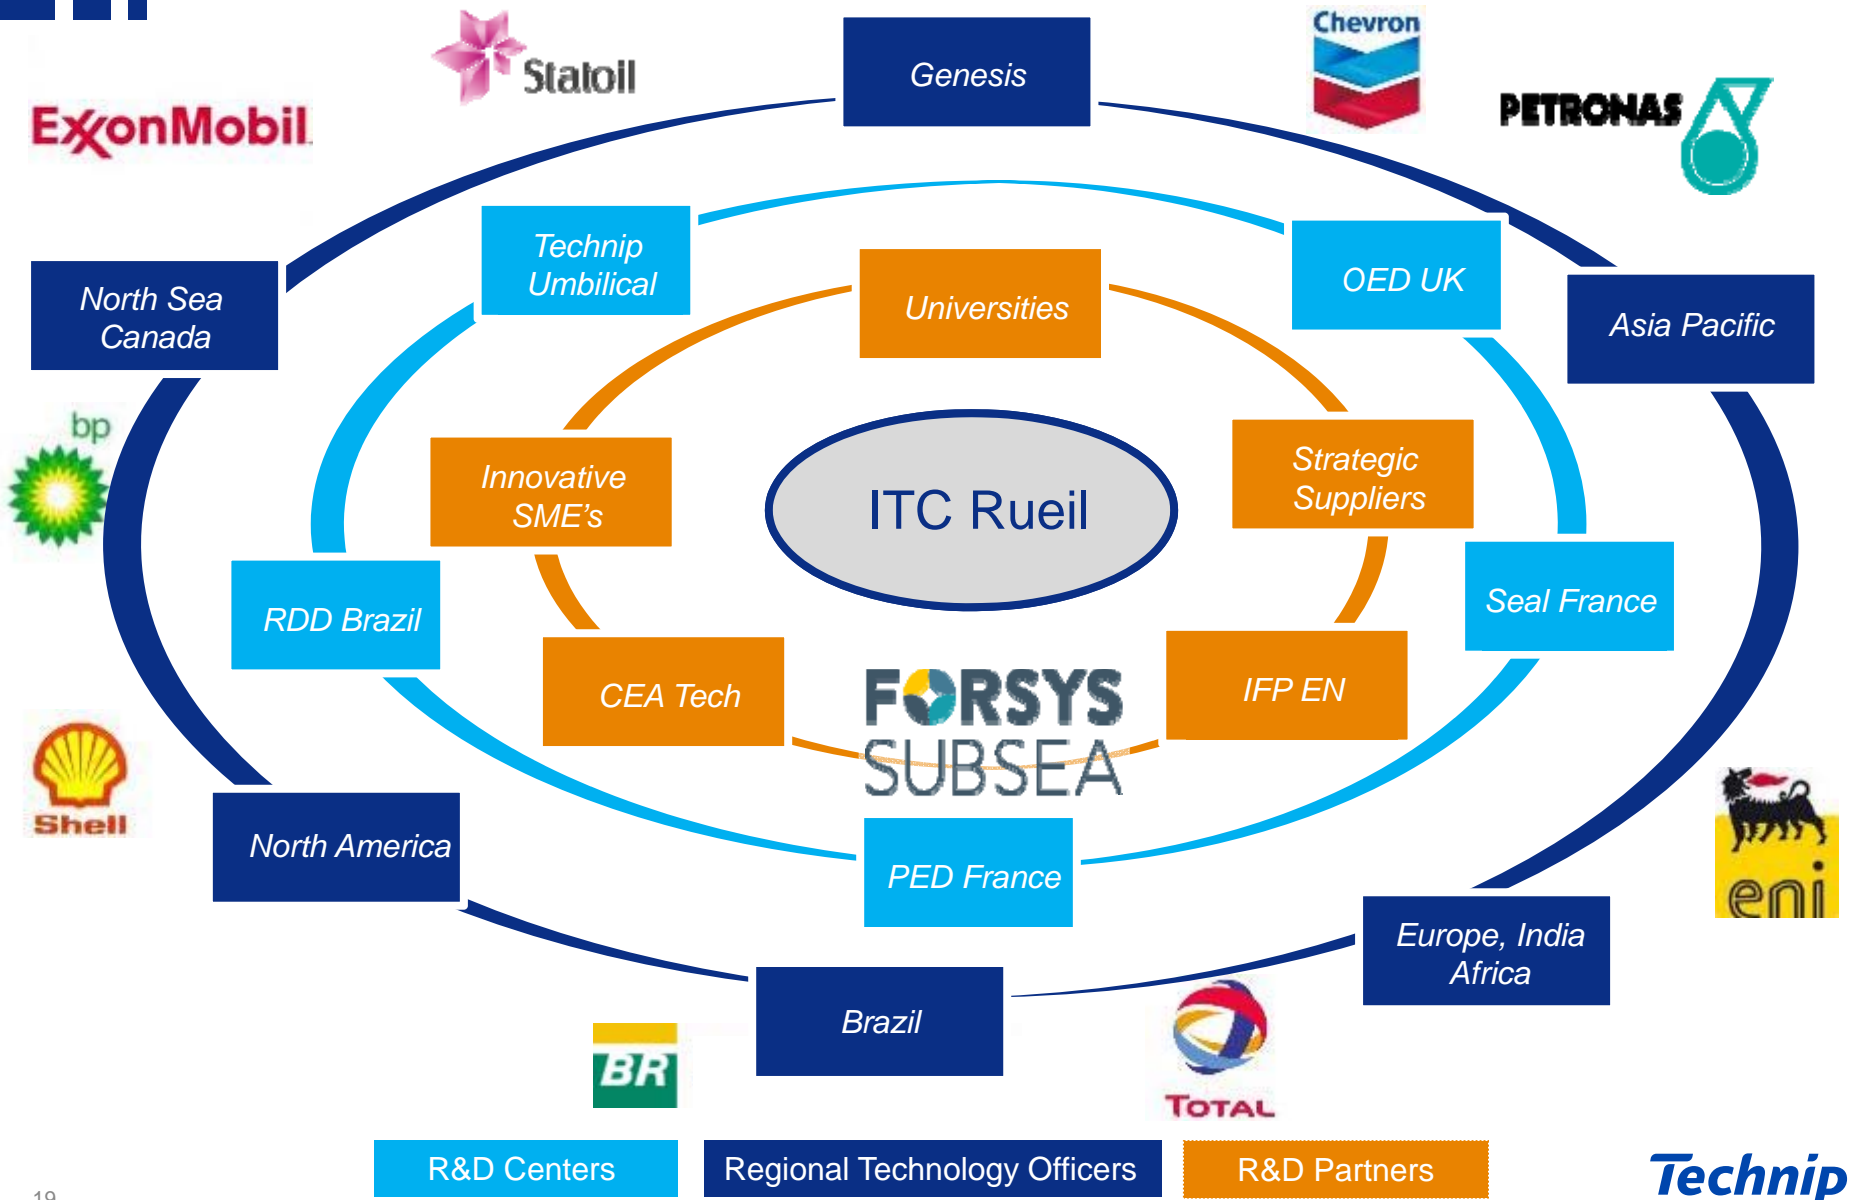 Chevron
Statoil
Genesis
PETRONAS
ExxonMobil
Technip
Umbilical
OED UK
Universities
North Sea
Canada
Asia Pacific
bp
Innovative
SME's
Strategic
Suppliers
ITC Rueil
RDD Brazil
Seal France
CEA Tech
IFP EN
FORSYS
SUBSEA
Shell
North America
PED France
eni
Europe, India
Africa
Brazil
BR
TOTAL
R&D Centers
Regional Technology Officers
R&D Partners
Technip
19